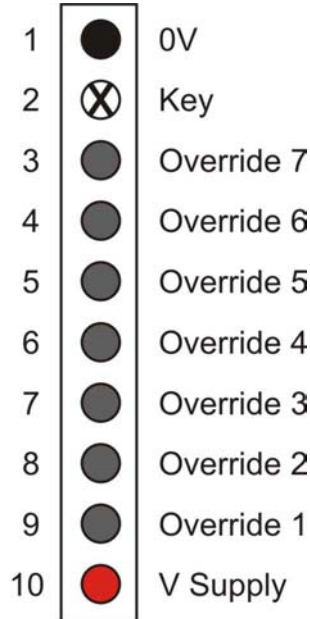 1 0V
2 X Key
3 Override 7
4 Override 6
5 Override 5
6 Override 4
7 Override 3
8 Override 2
9 Override 1
10 V Supply